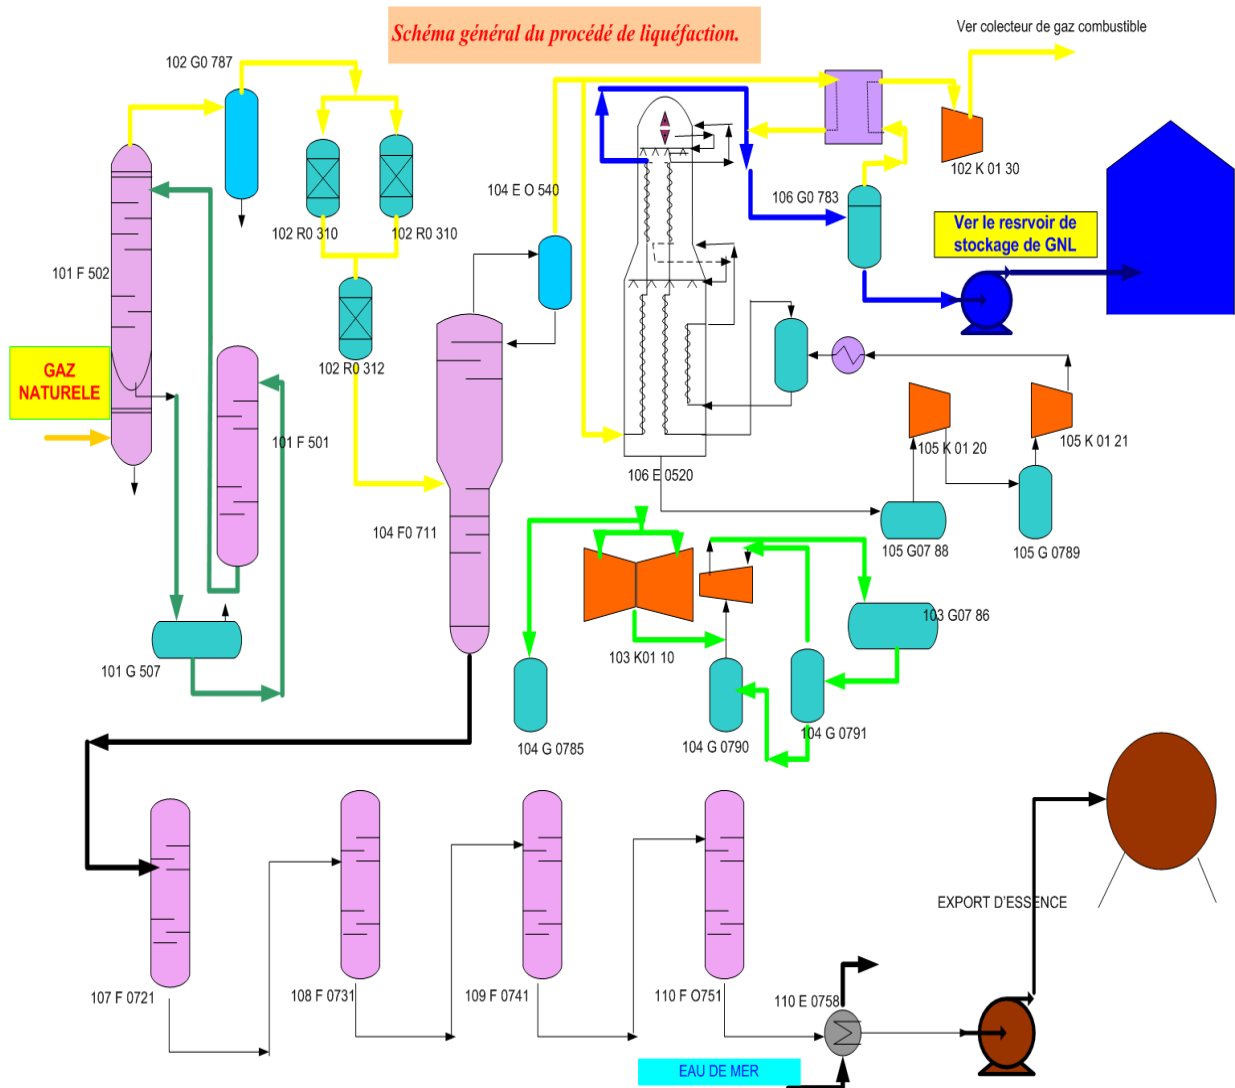 Schéma général du procédé de liquéfaction.
Ver colecteur de gaz combustible
102 G0 787
102 K 01 30
104 E O 540
106 G0 783
102 R0 310
102 R0 310
Ver le resrvoir de
stockage de GNL
101 F 502
102 R0 312
GAZ
NATURELE
101 F 501
105 K 01 20
105 K 01 21
106 E 0520
104 F0 711
105 G07 88
105 G 0789
103 G07 86
103 K01 10
101 G 507
104 G 0785
104 G 0790
104 G 0791
EXPORT D'ESSENCE
107 F 0721
108 F 0731
109 F 0741
110 F O751
110 E 0758
EAU DE MER